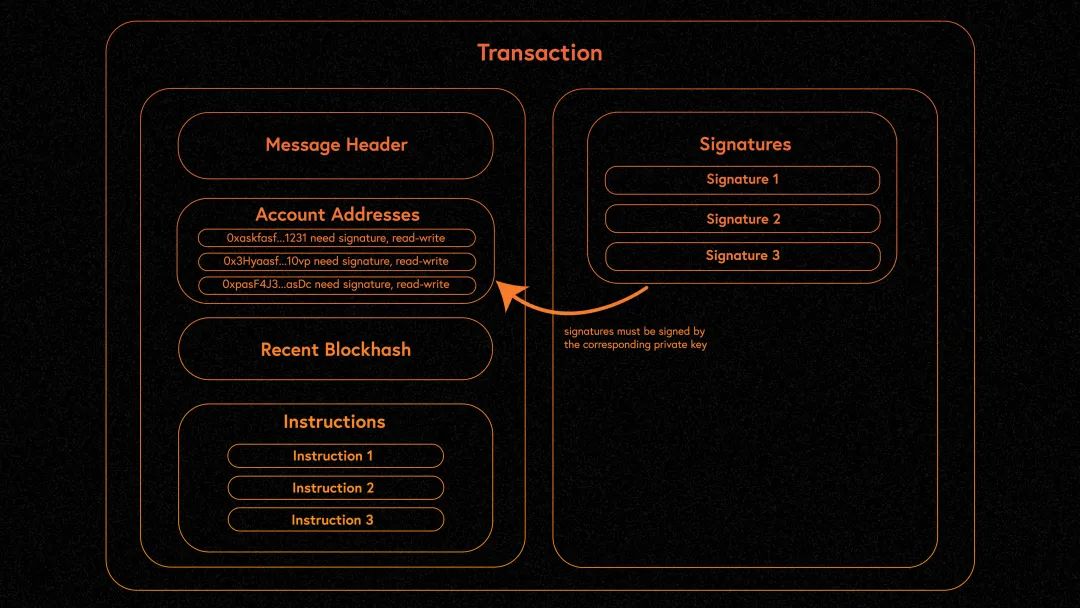 Transaction
Message Header
Account Addresses
0xaskfasf...1231 need signature, read-write
0x3Hyaasf...10vp need signature, read-write
0xpasF4J3...asDc need signature, read-write
Recent Blockhash
Instructions
Instruction 1
Instruction 2
Instruction 3
Signatures
Signature 1
Signature 2
Signature 3
signatures must be signed by
the corresponding private key